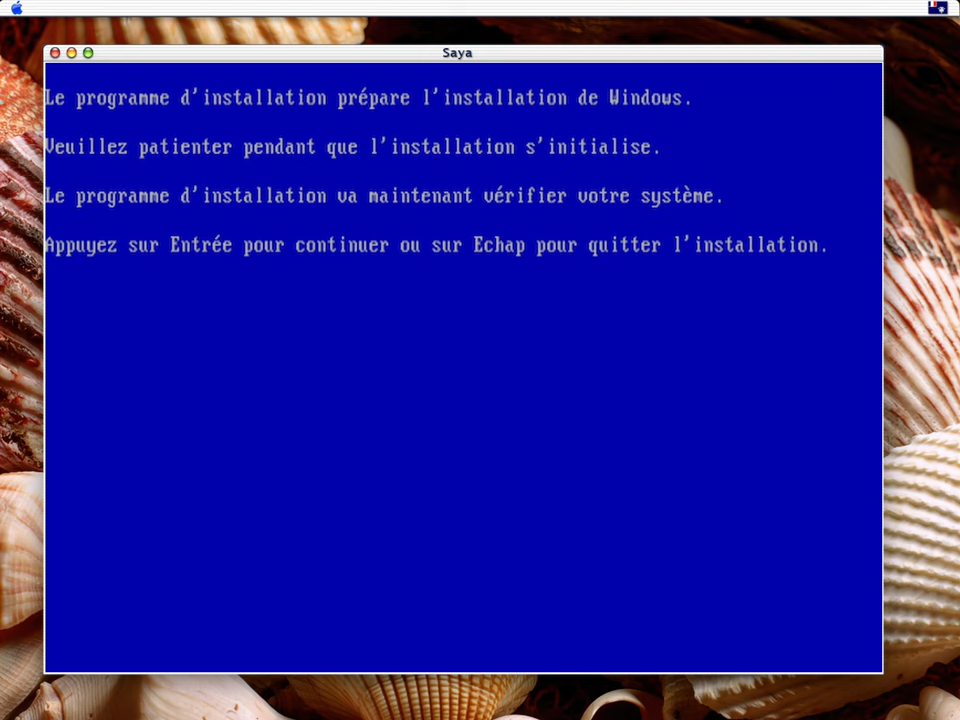 Saya
Le programme d'installation prépare l'installation de Windows.
Veuillez patienter pendant que l'installation s'initialise.
Le programme d'installation va maintenant vérifier votre système.
Appuyez sur Entrée pour continuer ou sur Echap pour quitter l'installation.